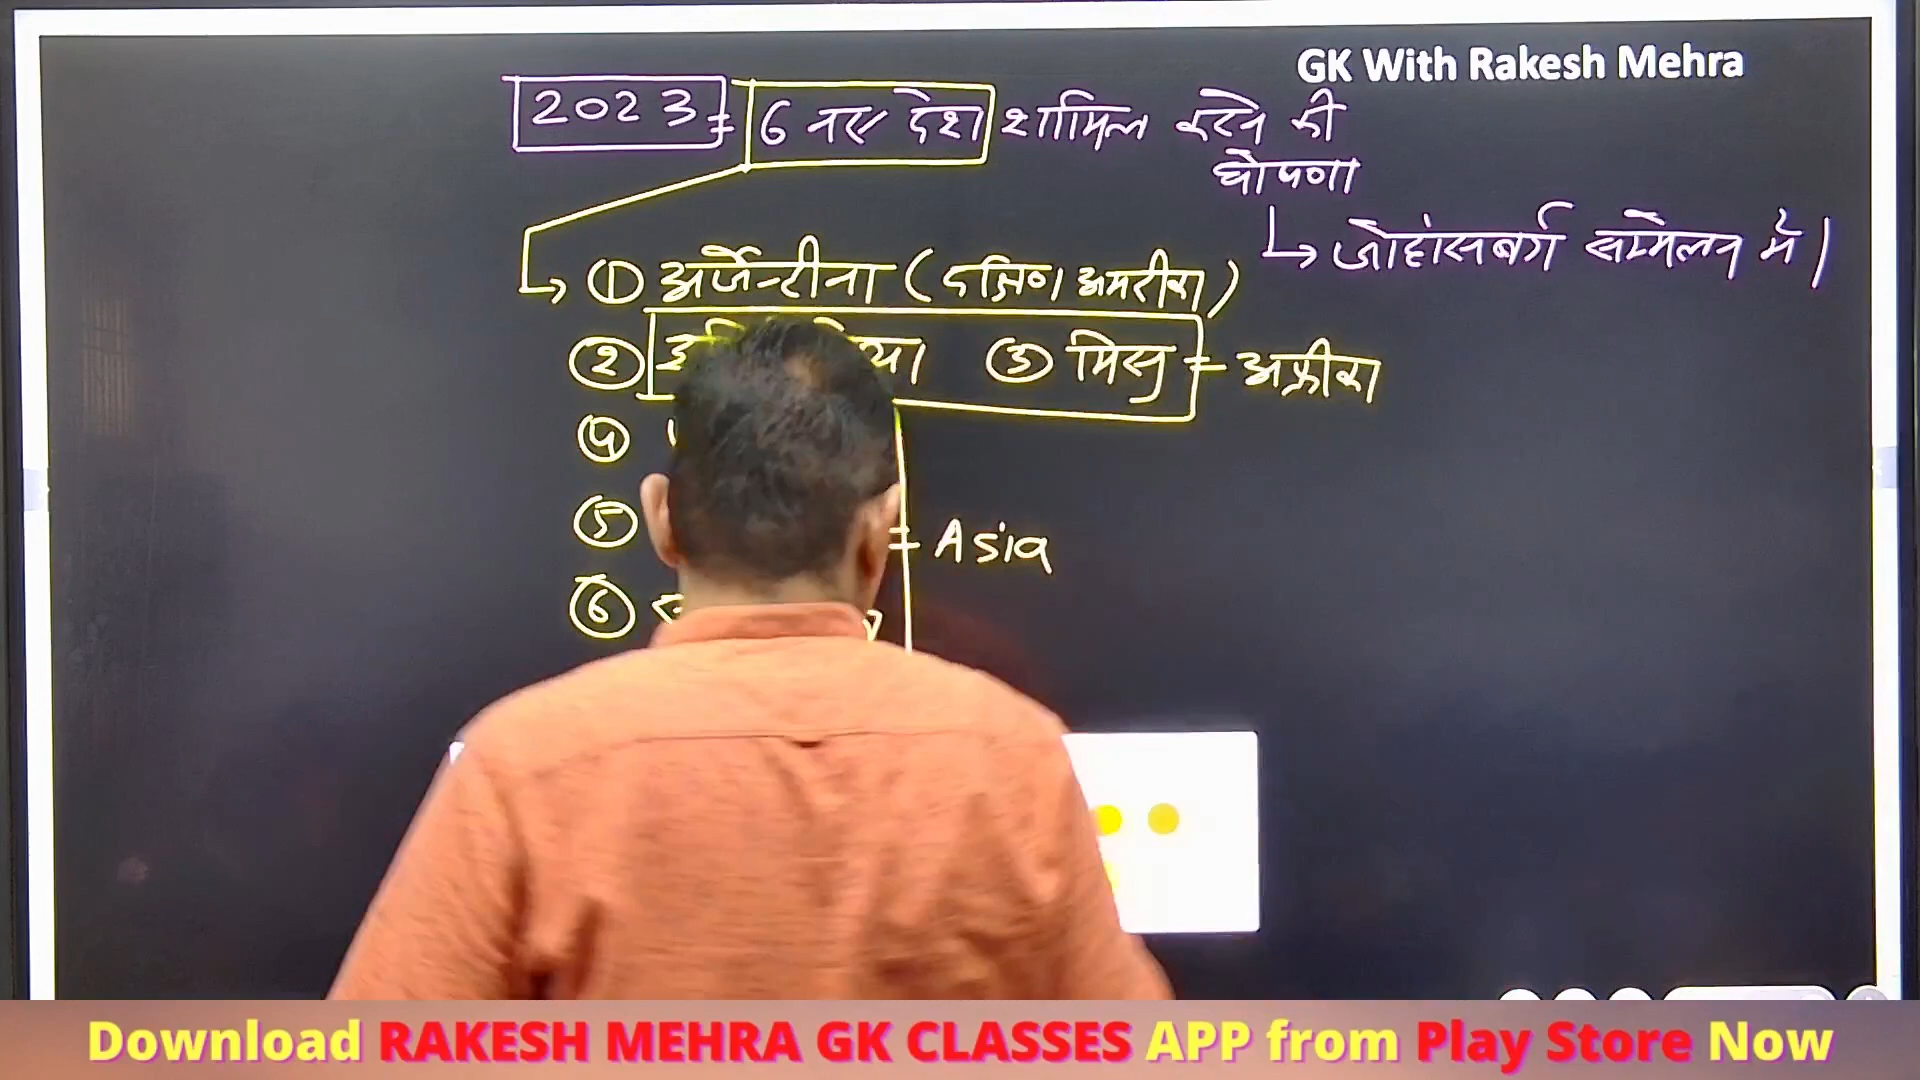 GK With Rakesh Mehra
2023 = 6 नए देश शामिल करने की
घोषणा
↳ जोहांसबर्ग सम्मेलन में।
① अर्जेन्टीना (दक्षिण अमरीका)
② ③ मिस्र - अफ्रीका
④
⑤ = Asia
⑥
Download RAKESH MEHRA GK CLASSES APP from Play Store Now